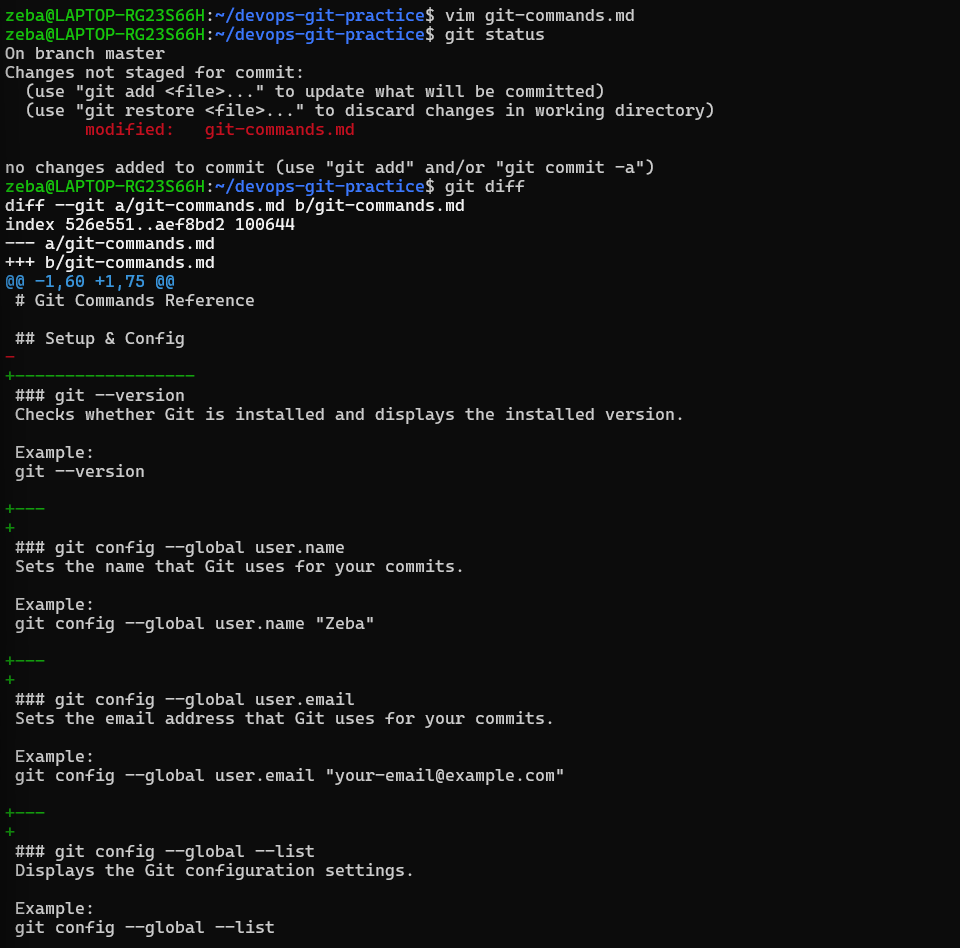 zeba@LAPTOP-RG23S66H:~/devops-git-practice$ vim git-commands.md
zeba@LAPTOP-RG23S66H:~/devops-git-practice$ git status
On branch master
Changes not staged for commit:
  (use "git add <file>..." to update what will be committed)
  (use "git restore <file>..." to discard changes in working directory)
        modified:   git-commands.md

no changes added to commit (use "git add" and/or "git commit -a")
zeba@LAPTOP-RG23S66H:~/devops-git-practice$ git diff
diff --git a/git-commands.md b/git-commands.md
index 526e551..aef8bd2 100644
--- a/git-commands.md
+++ b/git-commands.md
@@ -1,60 +1,75 @@
 # Git Commands Reference

 ## Setup & Config
-
+------------------
 ### git --version
 Checks whether Git is installed and displays the installed version.

 Example:
 git --version

+---
+
 ### git config --global user.name
 Sets the name that Git uses for your commits.

 Example:
 git config --global user.name "Zeba"

+---
+
 ### git config --global user.email
 Sets the email address that Git uses for your commits.

 Example:
 git config --global user.email "your-email@example.com"

+---
+
 ### git config --global --list
 Displays the Git configuration settings.

 Example:
 git config --global --list